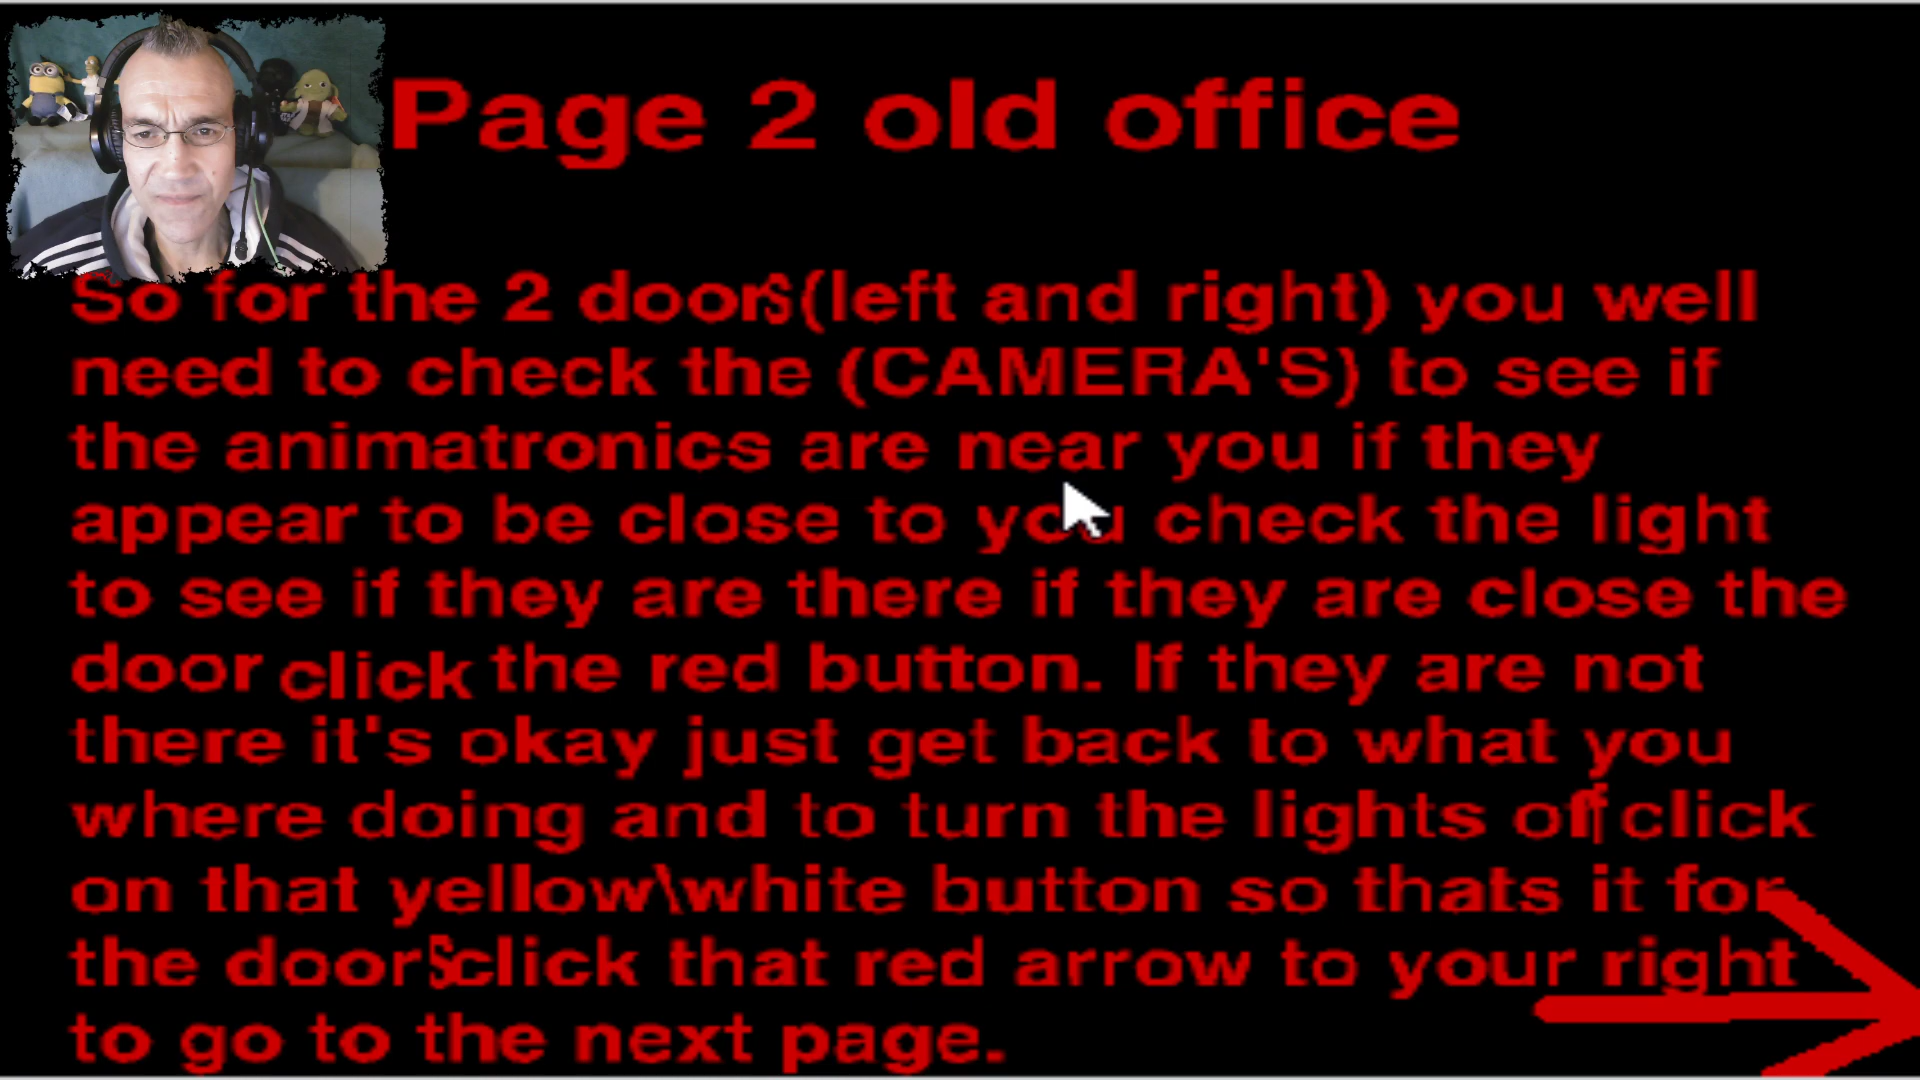 Page 2 old office
So for the 2 doors(left and right) you well
need to check the (CAMERA'S) to see if
the animatronics are near you if they
appear to be close to you check the light
to see if they are there if they are close the
door click the red button. If they are not
there it's okay just get back to what you
where doing and to turn the lights off click
on that yellow\white button so thats it for
the doorS click that red arrow to your right
to go to the next page.